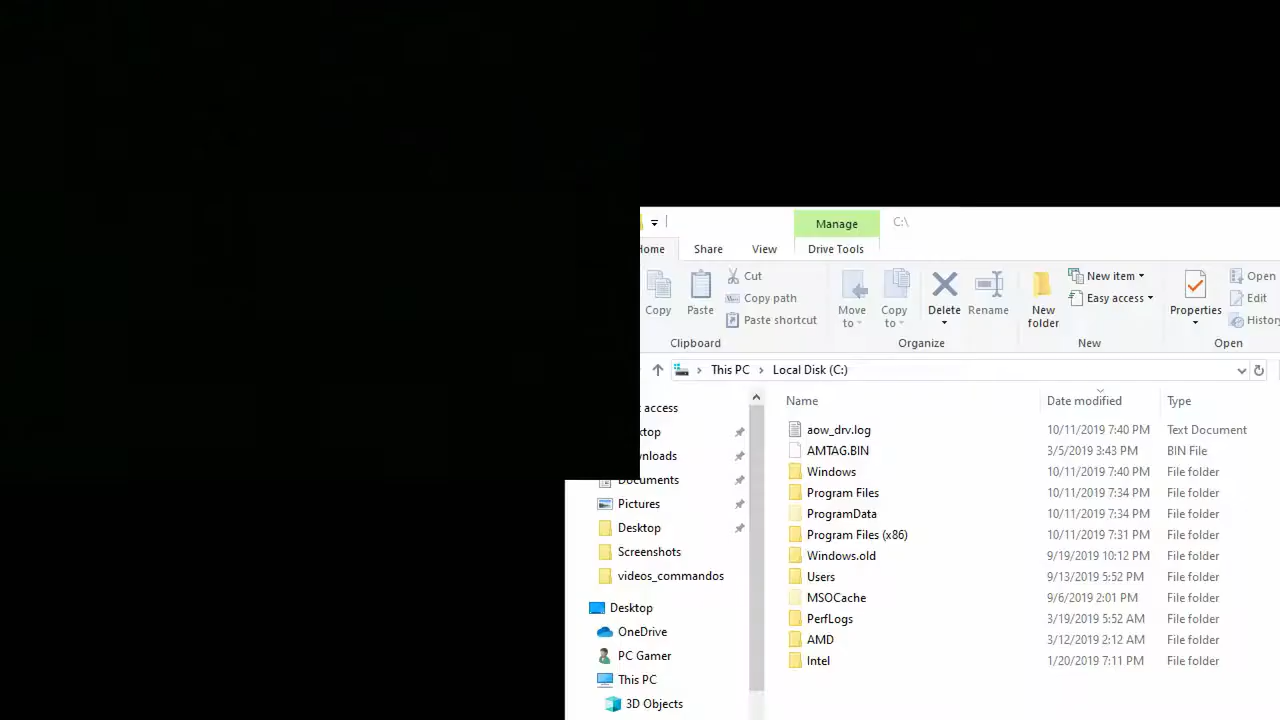 Manage C:\
Home Share View Drive Tools
Cut
Copy path
Paste shortcut
Copy Paste Move to Copy to Delete Rename New folder
New item
Easy access
Properties Open
Edit
History
Clipboard Organize New Open
This PC > Local Disk (C:)
Name Date modified Type
access
Desktop
Downloads
Documents
Pictures
Desktop
Screenshots
videos_commandos
Desktop
OneDrive
PC Gamer
This PC
3D Objects
aow_drv.log 10/11/2019 7:40 PM Text Document
AMTAG.BIN 3/5/2019 3:43 PM BIN File
Windows 10/11/2019 7:40 PM File folder
Program Files 10/11/2019 7:34 PM File folder
ProgramData 10/11/2019 7:34 PM File folder
Program Files (x86) 10/11/2019 7:31 PM File folder
Windows.old 9/19/2019 10:12 PM File folder
Users 9/13/2019 5:52 PM File folder
MSOCache 9/6/2019 2:01 PM File folder
PerfLogs 3/19/2019 5:52 AM File folder
AMD 3/12/2019 2:12 AM File folder
Intel 1/20/2019 7:11 PM File folder